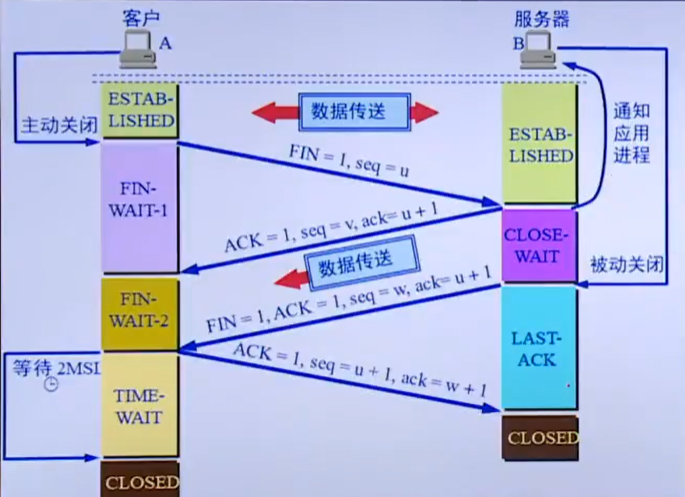 客户
A
服务器
B
ESTAB-
LISHED
数据传送
主动关闭
ESTAB-
LISHED
通知
应用
进程
FIN = 1, seq = u
FIN-
WAIT-1
ACK = 1, seq = v, ack= u + 1
CLOSE-
WAIT
数据传送
被动关闭
FIN-
WAIT-2
FIN = 1, ACK = 1, seq = w, ack= u + 1
LAST-
ACK
ACK = 1, seq = u + 1, ack = w + 1
等待 2MSL
TIME-
WAIT
CLOSED
CLOSED